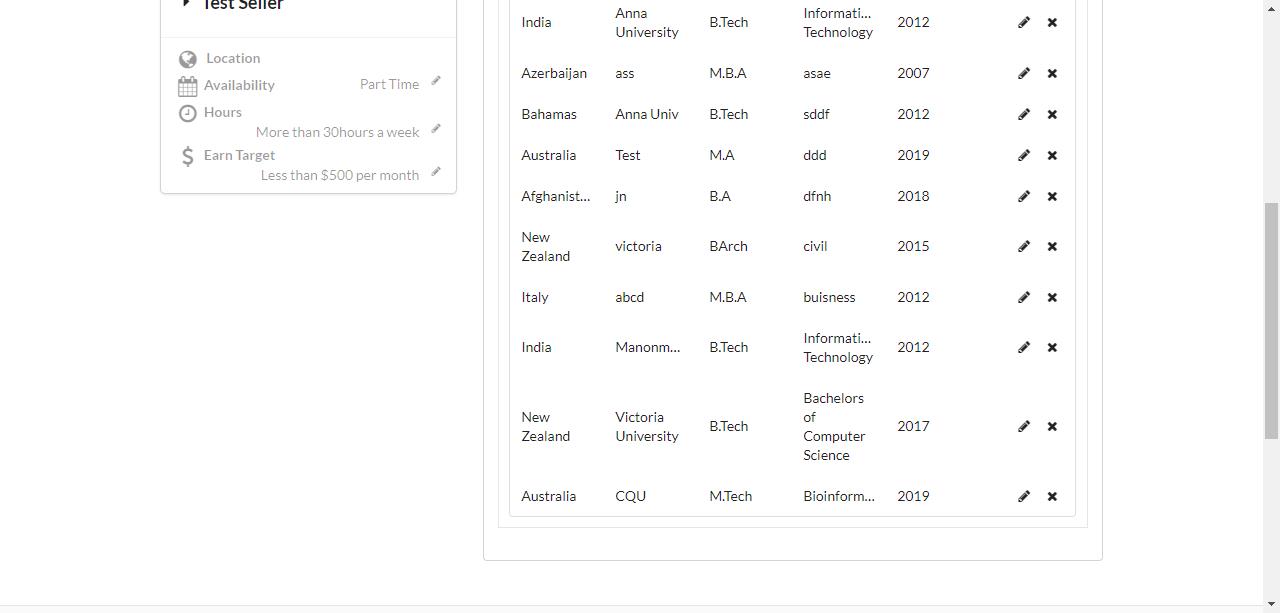 Test Seller
Location
Availability
Part TIme
Hours
More than 30hours a week
Earn Target
Less than $500 per month
India Anna University B.Tech Informati... Technology 2012
Azerbaijan ass M.B.A asae 2007
Bahamas Anna Univ B.Tech sddf 2012
Australia Test M.A ddd 2019
Afghanist... jn B.A dfnh 2018
New Zealand victoria BArch civil 2015
Italy abcd M.B.A buisness 2012
India Manonm... B.Tech Informati... Technology 2012
New Zealand Victoria University B.Tech Bachelors of Computer Science 2017
Australia CQU M.Tech Bioinform... 2019